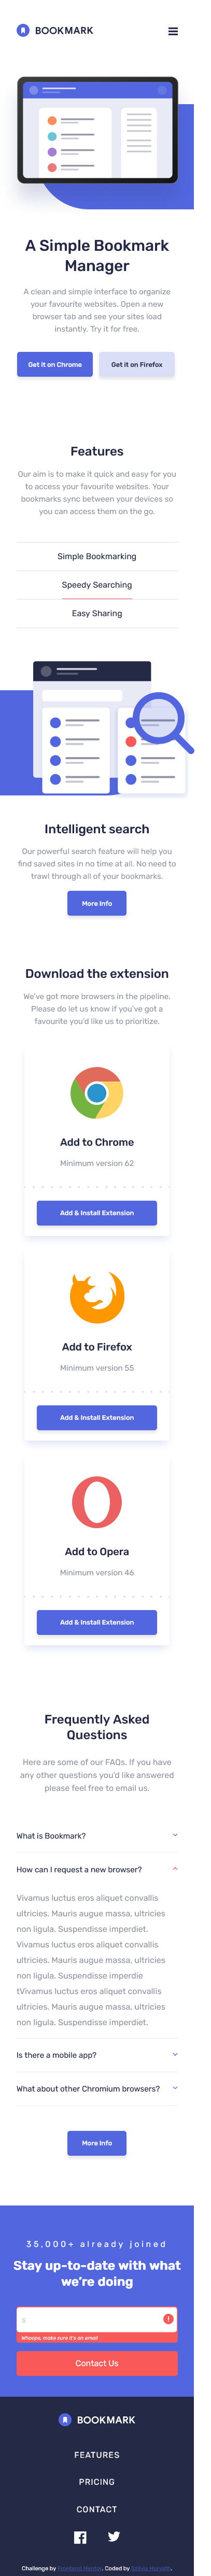 BOOKMARK
A Simple Bookmark
Manager
A clean and simple interface to organize
your favourite websites. Open a new
browser tab and see your sites load
instantly. Try it for free.
Get it on Chrome
Get it on Firefox
Features
Our aim is to make it quick and easy for you
to access your favourite websites. Your
bookmarks sync between your devices so
you can access them on the go.
Simple Bookmarking
Speedy Searching
Easy Sharing
Intelligent search
Our powerful search feature will help you
find saved sites in no time at all. No need to
trawl through all of your bookmarks.
More Info
Download the extension
We've got more browsers in the pipeline.
Please do let us know if you've got a
favourite you'd like us to prioritize.
Add to Chrome
Minimum version 62
Add & Install Extension
Add to Firefox
Minimum version 55
Add & Install Extension
Add to Opera
Minimum version 46
Add & Install Extension
Frequently Asked
Questions
Here are some of our FAQs. If you have
any other questions you'd like answered
please feel free to email us.
What is Bookmark?
How can I request a new browser?
Vivamus luctus eros aliquet convallis
ultricies. Mauris augue massa, ultricies
non ligula. Suspendisse imperdiet.
Vivamus luctus eros aliquet convallis
ultricies. Mauris augue massa, ultricies
non ligula. Suspendisse imperdie
tVivamus luctus eros aliquet convallis
ultricies. Mauris augue massa, ultricies
non ligula. Suspendisse imperdiet.
Is there a mobile app?
What about other Chromium browsers?
More Info
35,000+ already joined
Stay up-to-date with what
we're doing
s
Whoops, make sure it's an email
Contact Us
BOOKMARK
FEATURES
PRICING
CONTACT
Challenge by Frontend Mentor. Coded by Szilvia Horvath.